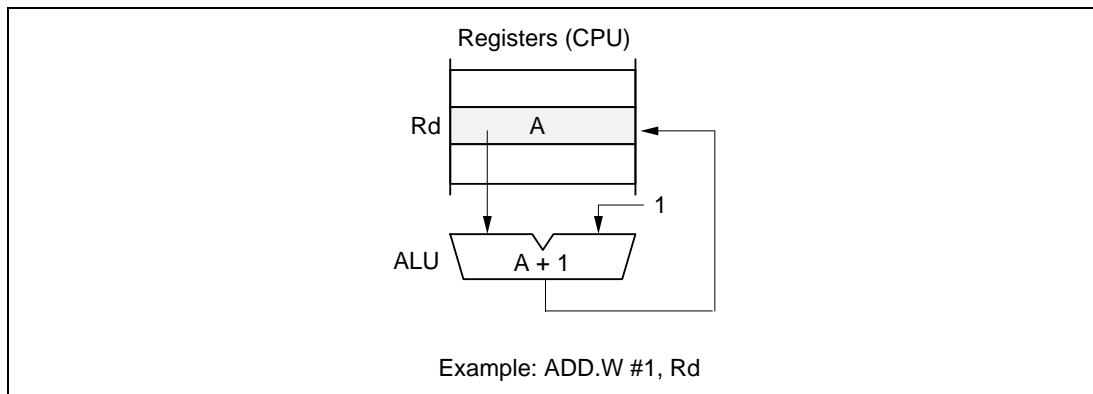 Registers (CPU)
Rd
A
1
ALU
A + 1
Example: ADD.W #1, Rd